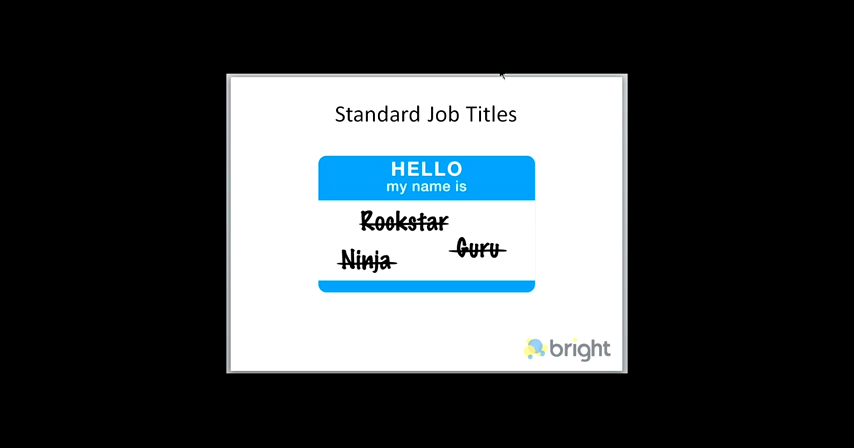 Standard Job Titles
HELLO
my name is
Rockstar
Guru
Ninja
bright